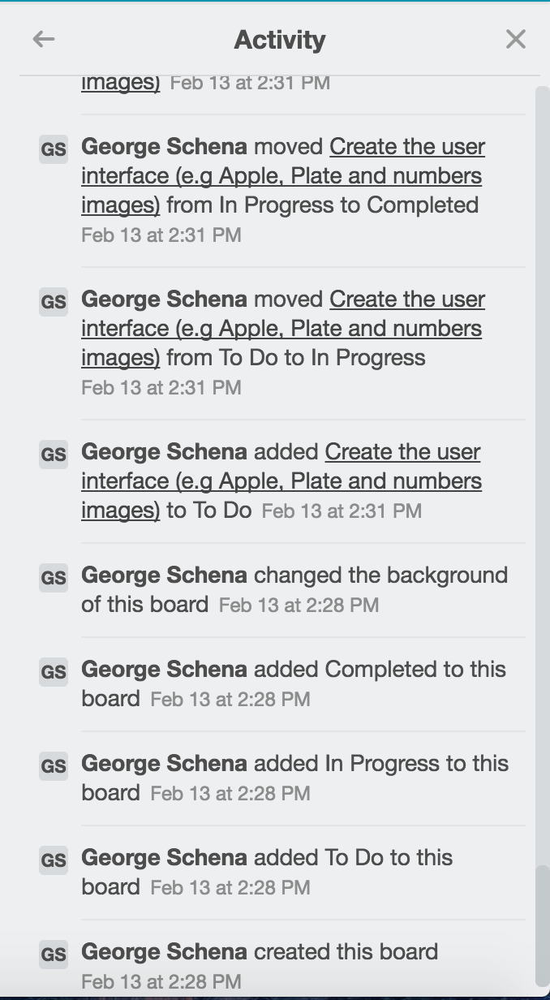 Activity
images) Feb 13 at 2:31 PM
GS George Schena moved Create the user
interface (e.g Apple, Plate and numbers
images) from In Progress to Completed
Feb 13 at 2:31 PM
GS George Schena moved Create the user
interface (e.g Apple, Plate and numbers
images) from To Do to In Progress
Feb 13 at 2:31 PM
GS George Schena added Create the user
interface (e.g Apple, Plate and numbers
images) to To Do Feb 13 at 2:31 PM
GS George Schena changed the background
of this board Feb 13 at 2:28 PM
GS George Schena added Completed to this
board Feb 13 at 2:28 PM
GS George Schena added In Progress to this
board Feb 13 at 2:28 PM
GS George Schena added To Do to this
board Feb 13 at 2:28 PM
GS George Schena created this board
Feb 13 at 2:28 PM